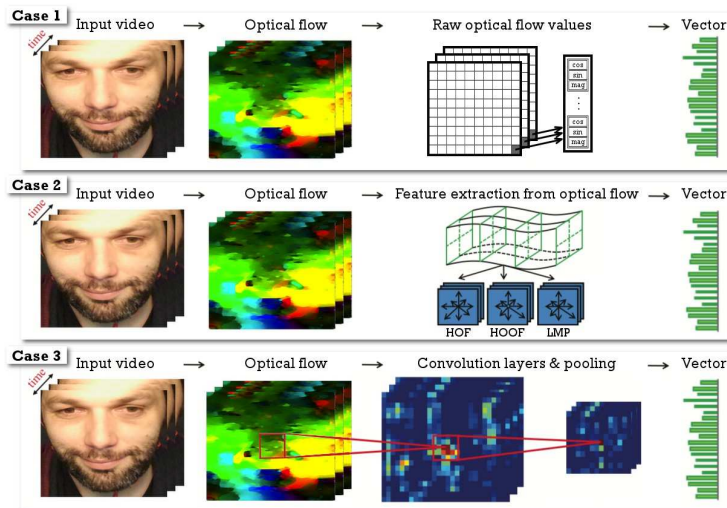 Case 1
Input video → Optical flow → Raw optical flow values → Vector
time
cos
sin
mag
⋮
cos
sin
mag
Case 2
Input video → Optical flow → Feature extraction from optical flow → Vector
time
HOF HOOF LMP
Case 3
Input video → Optical flow → Convolution layers & pooling → Vector
time